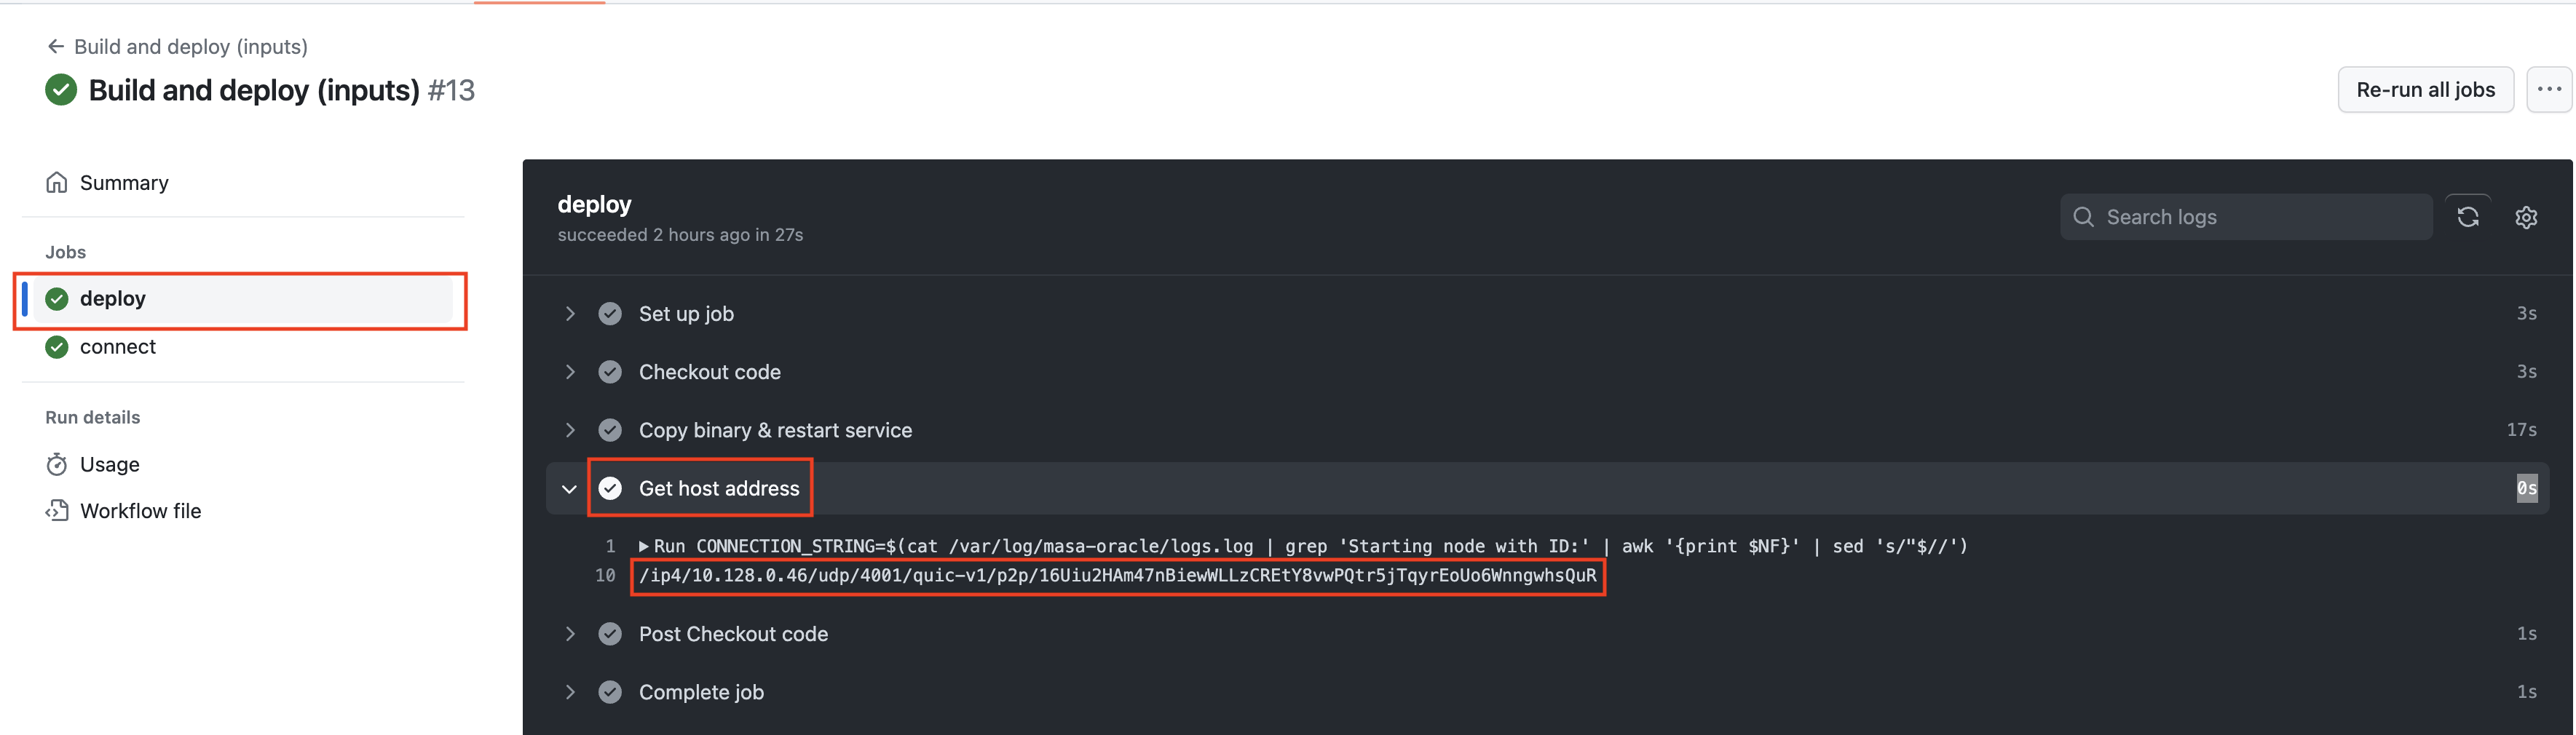 ← Build and deploy (inputs)
Build and deploy (inputs) #13
Re-run all jobs
Summary
Jobs
deploy
connect
Run details
Usage
Workflow file
deploy
succeeded 2 hours ago in 27s
Search logs
Set up job 3s
Checkout code 3s
Copy binary & restart service 17s
Get host address 0s
1 Run CONNECTION_STRING=$(cat /var/log/masa-oracle/logs.log | grep 'Starting node with ID:' | awk '{print $NF}' | sed 's/"$//')
10 /ip4/10.128.0.46/udp/4001/quic-v1/p2p/16Uiu2HAm47nBiewWLLzCREtY8vwPQtr5jTqyrEoUo6WnngwhsQuR
Post Checkout code 1s
Complete job 1s